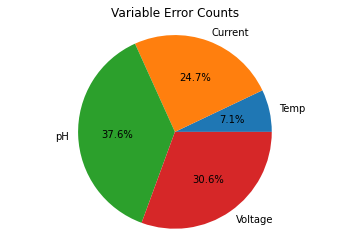 Variable Error Counts
Current
24.7%
Temp
7.1%
pH
37.6%
30.6%
Voltage